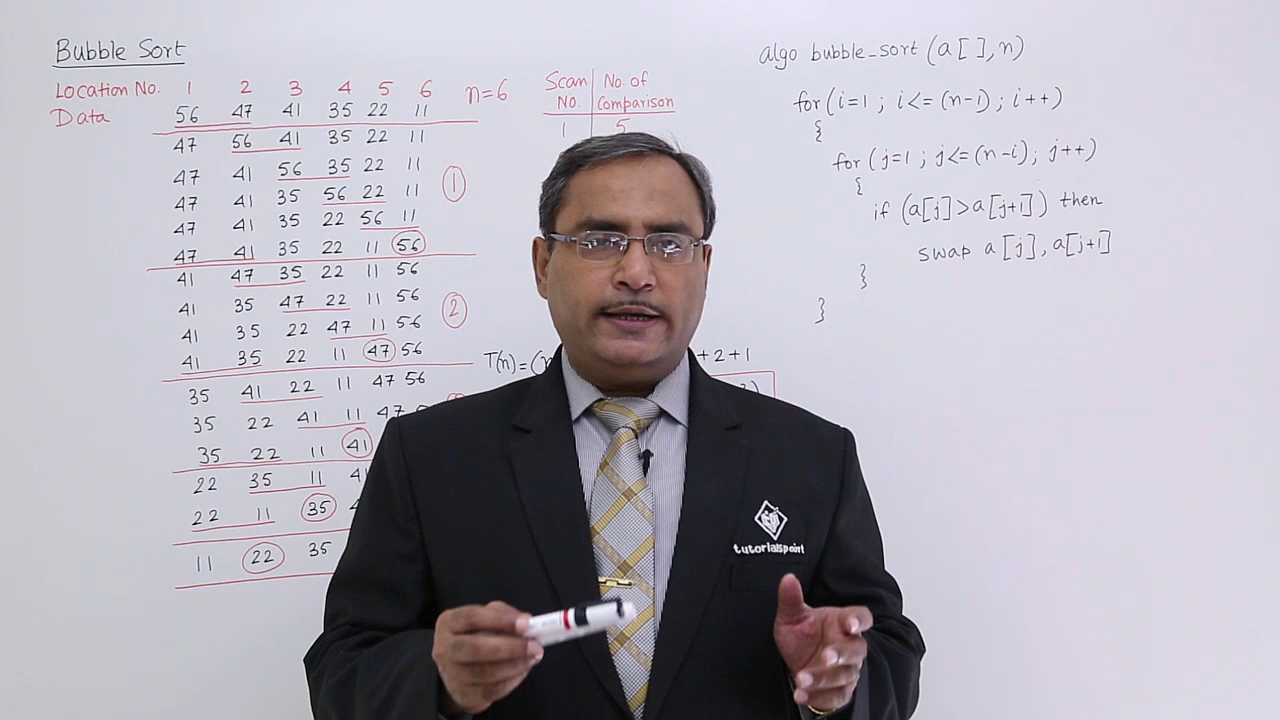 Bubble Sort
Location No. 1 2 3 4 5 6 n=6
Data 56 47 41 35 22 11
47 56 41 35 22 11
47 41 56 35 22 11
47 41 35 56 22 11
47 41 35 22 56 11
47 41 35 22 11 56
1
41 47 35 22 11 56
41 35 47 22 11 56
41 35 22 47 11 56
41 35 22 11 47 56
2
35 41 22 11 47 56
35 22 41 11 47
35 22 11 41
22 35 11 41
22 11 35
11 22 35
Scan No. of
No. Comparison
1 5
T(n)=( + 2 + 1
algo bubble_sort (a[ ], n)
for (i=1 ; i<=(n-1) ; i++)
{
for (j=1 ; j<=(n-i) ; j++)
{
if (a[j]>a[j+1]) then
swap a[j], a[j+1]
}
}
tutorialspoint